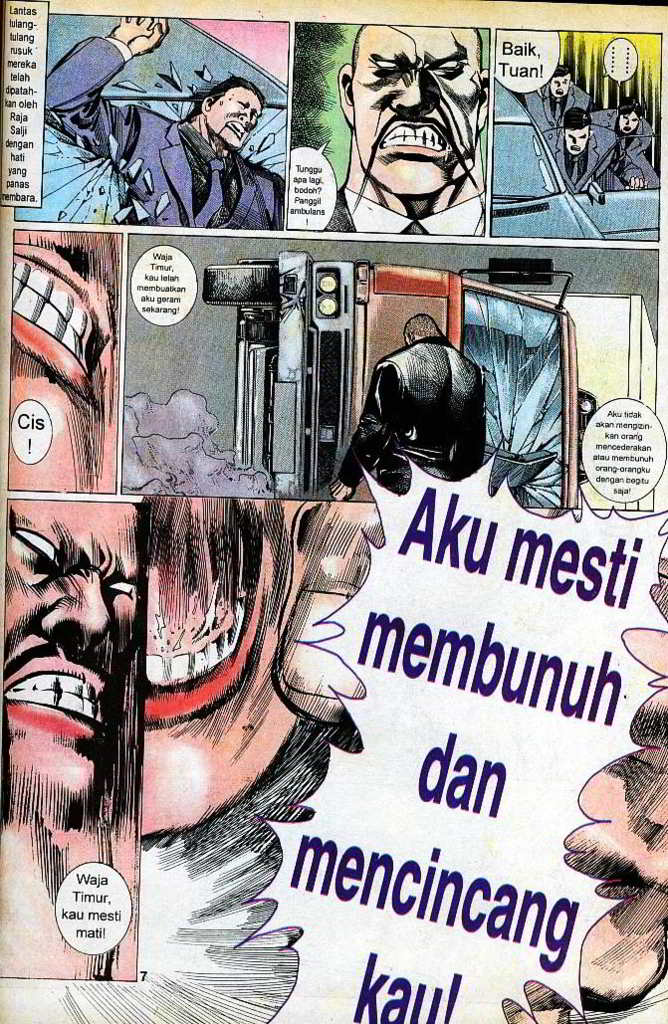 Lantas
tulang-
tulang
rusuk
mereka
telah
dipatah-
kan oleh
Raja
Salji
dengan
hati
yang
panas
membara.
Tunggu
apa lagi,
bodoh?
Panggil
ambulans
!
Baik,
Tuan!
Cis
!
Waja
Timur,
kau telah
membuatkan
aku geram
sekarang!
Aku tidak
akan mengizin-
kan orang
mencederakan
atau membunuh
orang-orangku
dengan begitu
saja!
Waja
Timur,
kau mesti
mati!
Aku mesti
membunuh
dan
mencincang
kau!
7